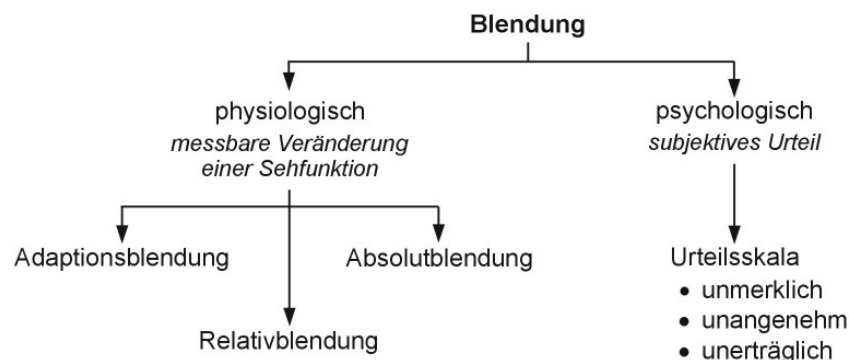 Blendung
physiologisch
messbare Veränderung
einer Sehfunktion
psychologisch
subjektives Urteil
Adaptionsblendung
Absolutblendung
Relativblendung
Urteilsskala
• unmerklich
• unangenehm
• unerträglich